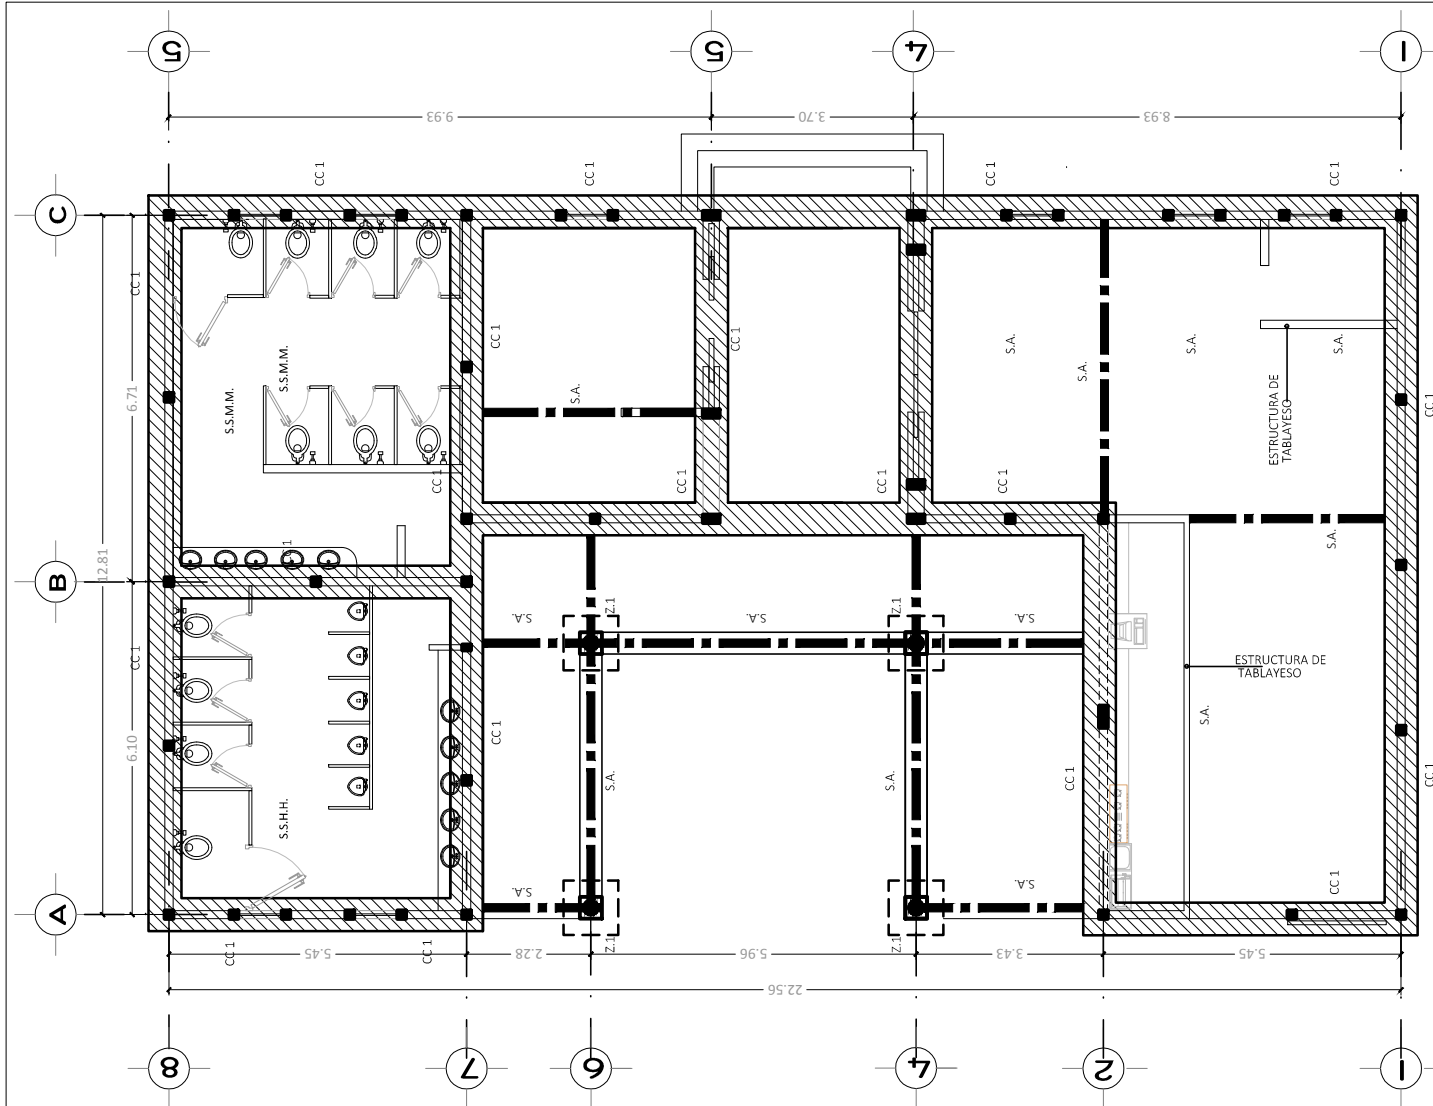 5
5
4
1
9.93
3.70
8.93
CC 1
CC 1
CC 1
CC 1
C
CC 1
CC 1
CC 1
S.A.
S.A.
S.A.
S.A.
S.S.M.M.
S.S.M.M.
S.A.
6.71
ESTRUCTURA DE
TABLAYESO
CC 1
CC 1
CC 1
CC 1
CC 1
12.81
CC 1
S.A.
B
S.A.
Z.1
S.A.
Z.1
S.A.
CC 1
ESTRUCTURA DE
TABLAYESO
6.10
CC 1
S.A.
S.A.
S.A.
CC 1
CC 1
S.S.H.H.
S.A.
S.A.
CC 1
A
CC 1
CC 1
Z.1
Z.1
5.45
2.28
5.96
3.43
5.45
22.56
8
7
6
4
2
1